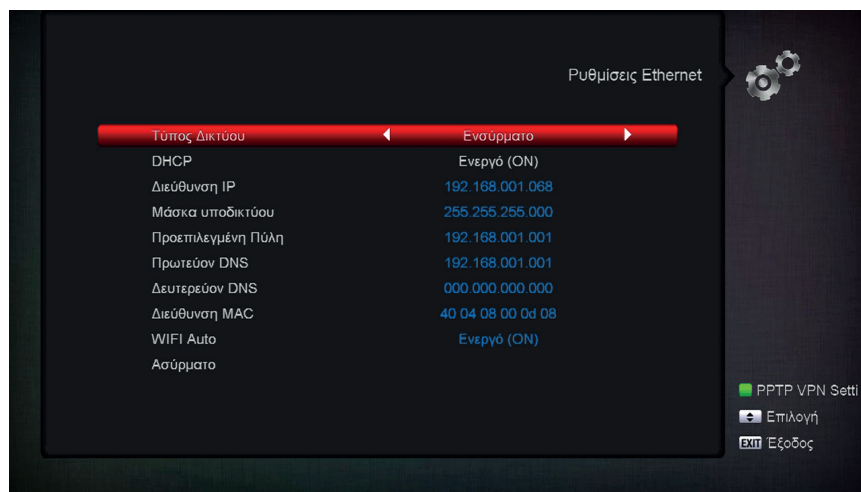 Ρυθμίσεις Ethernet
Τύπος Δικτύου Ενσύρματο
DHCP Ενεργό (ON)
Διεύθυνση IP 192.168.001.068
Μάσκα υποδικτύου 255.255.255.000
Προεπιλεγμένη Πύλη 192.168.001.001
Πρωτεύον DNS 192.168.001.001
Δευτερεύον DNS 000.000.000.000
Διεύθυνση MAC 40 04 08 00 0d 08
WIFI Auto Ενεργό (ON)
Ασύρματο
PPTP VPN Setti
Επιλογή
EXIT Έξοδος